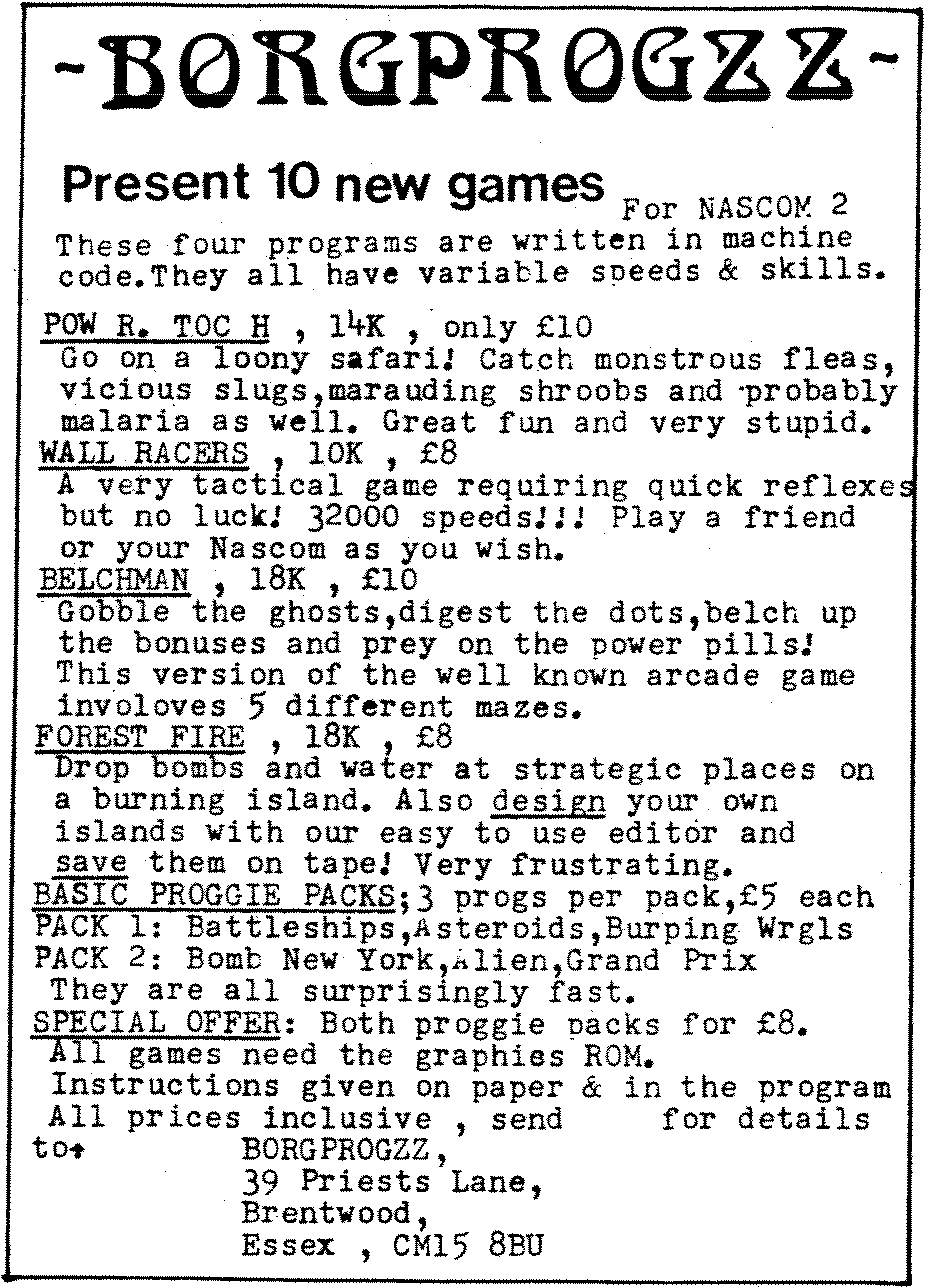 ~BORGPROGZZ~
Present 10 new games
For NASCOM 2
These four programs are written in machine
code.They all have variable speeds & skills.
POW R. TOC H , 14K , only £10
Go on a loony safari! Catch monstrous fleas,
vicious slugs,marauding shroobs and probably
malaria as well. Great fun and very stupid.
WALL RACERS , 10K , £8
A very tactical game requiring quick reflexes
but no luck! 32000 speeds!!! Play a friend
or your Nascom as you wish.
BELCHMAN , 18K , £10
Gobble the ghosts,digest the dots,belch up
the bonuses and prey on the power pills!
This version of the well known arcade game
involoves 5 different mazes.
FOREST FIRE , 18K , £8
Drop bombs and water at strategic places on
a burning island. Also design your own
islands with our easy to use editor and
save them on tape! Very frustrating.
BASIC PROGGIE PACKS;3 progs per pack,£5 each
PACK 1: Battleships,Asteroids,Burping Wrgls
PACK 2: Bomb New York,Alien,Grand Prix
They are all surprisingly fast.
SPECIAL OFFER: Both proggie packs for £8.
All games need the graphics ROM.
Instructions given on paper & in the program
All prices inclusive , send for details
to↑ BORGPROGZZ,
39 Priests Lane,
Brentwood,
Essex , CM15 8BU